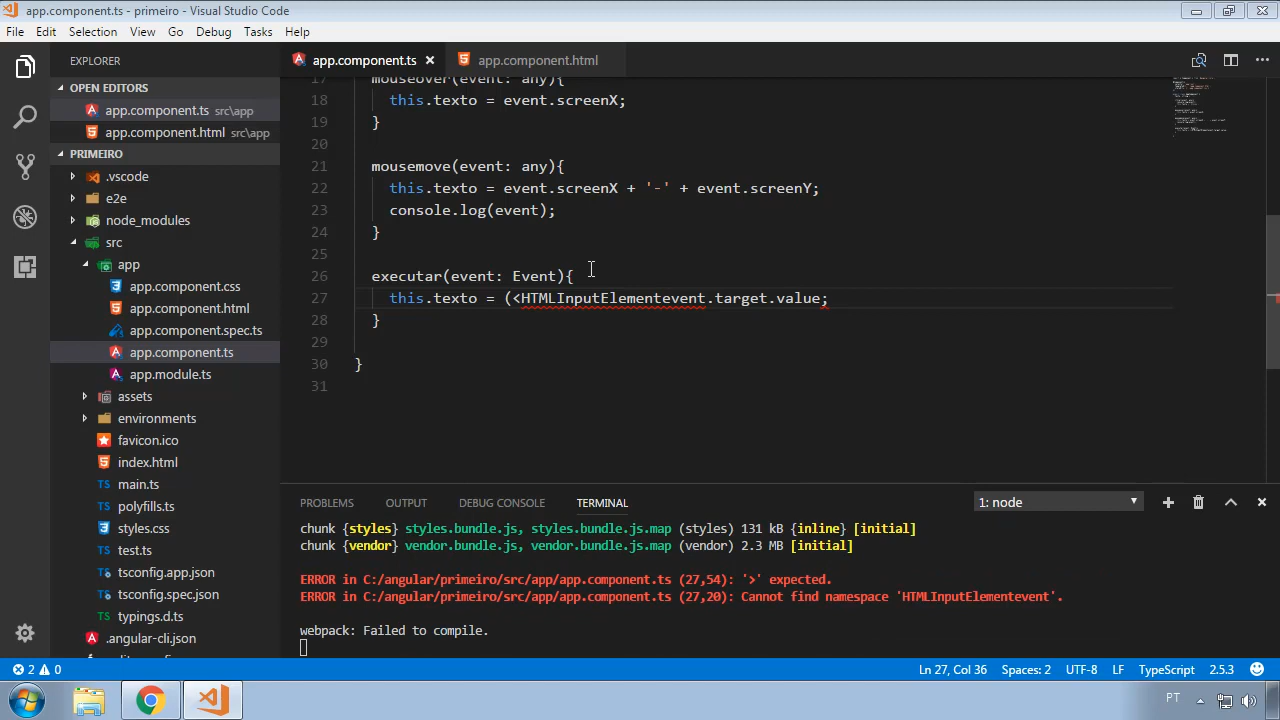 app.component.ts - primeiro - Visual Studio Code
File Edit Selection View Go Debug Tasks Help
EXPLORER
OPEN EDITORS
app.component.ts src\app
app.component.html src\app
PRIMEIRO
.vscode
e2e
node_modules
src
app
app.component.css
app.component.html
app.component.spec.ts
app.component.ts
app.module.ts
assets
environments
favicon.ico
index.html
main.ts
polyfills.ts
styles.css
test.ts
tsconfig.app.json
tsconfig.spec.json
typings.d.ts
.angular-cli.json
app.component.ts app.component.html
17 mouseover(event: any){
18 this.texto = event.screenX;
19 }
20
21 mousemove(event: any){
22 this.texto = event.screenX + '-' + event.screenY;
23 console.log(event);
24 }
25
26 executar(event: Event){
27 this.texto = (<HTMLInputElementevent.target.value;
28 }
29
30 }
31
PROBLEMS OUTPUT DEBUG CONSOLE TERMINAL 1: node
chunk {styles} styles.bundle.js, styles.bundle.js.map (styles) 131 kB {inline} [initial]
chunk {vendor} vendor.bundle.js, vendor.bundle.js.map (vendor) 2.3 MB [initial]
ERROR in C:/angular/primeiro/src/app/app.component.ts (27,54): '>' expected.
ERROR in C:/angular/primeiro/src/app/app.component.ts (27,20): Cannot find namespace 'HTMLInputElementevent'.
webpack: Failed to compile.
2 0 Ln 27, Col 36 Spaces: 2 UTF-8 LF TypeScript 2.5.3
PT